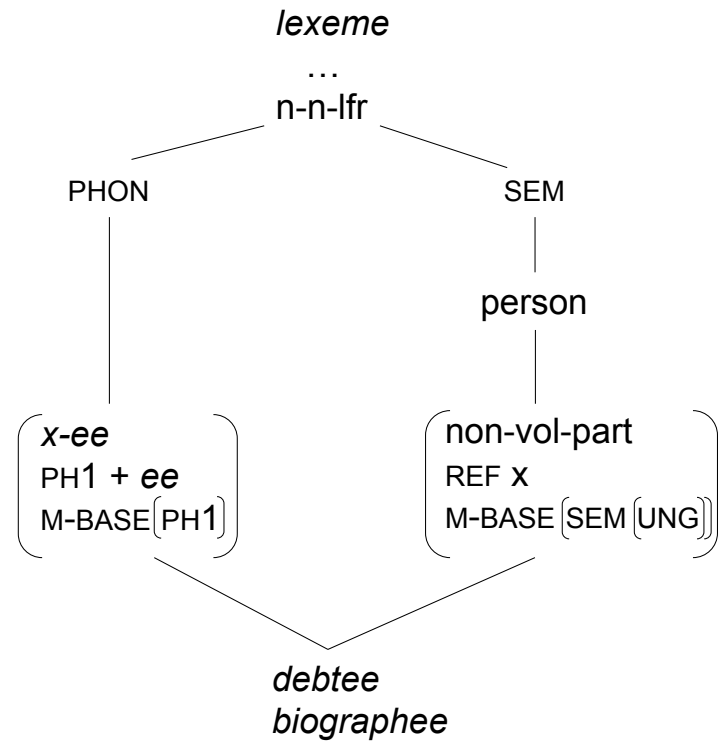 lexeme
…
n-n-lfr
PHON SEM
person
x-ee
PH1 + ee
M-BASE[PH1]
non-vol-part
REF x
M-BASE[SEM[UNG]]
debtee
biographee